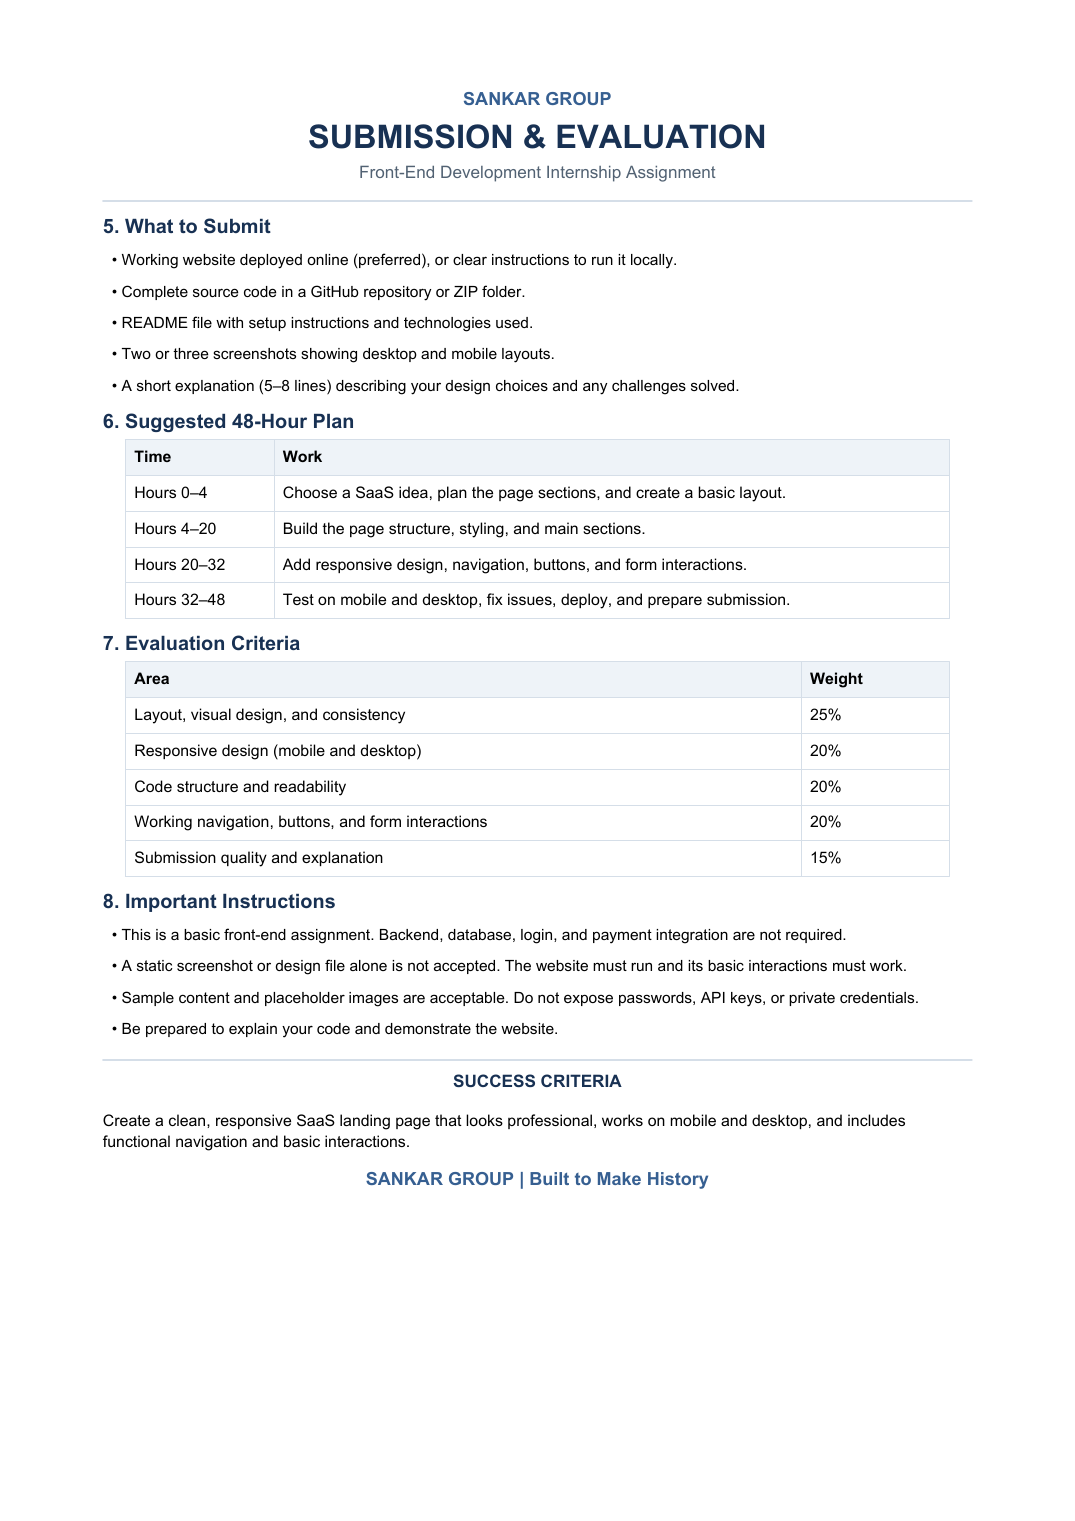 SANKAR GROUP
SUBMISSION & EVALUATION
Front-End Development Internship Assignment
5. What to Submit
• Working website deployed online (preferred), or clear instructions to run it locally.
• Complete source code in a GitHub repository or ZIP folder.
• README file with setup instructions and technologies used.
• Two or three screenshots showing desktop and mobile layouts.
• A short explanation (5–8 lines) describing your design choices and any challenges solved.
6. Suggested 48-Hour Plan
Time Work
Hours 0–4 Choose a SaaS idea, plan the page sections, and create a basic layout.
Hours 4–20 Build the page structure, styling, and main sections.
Hours 20–32 Add responsive design, navigation, buttons, and form interactions.
Hours 32–48 Test on mobile and desktop, fix issues, deploy, and prepare submission.
7. Evaluation Criteria
Area Weight
Layout, visual design, and consistency 25%
Responsive design (mobile and desktop) 20%
Code structure and readability 20%
Working navigation, buttons, and form interactions 20%
Submission quality and explanation 15%
8. Important Instructions
• This is a basic front-end assignment. Backend, database, login, and payment integration are not required.
• A static screenshot or design file alone is not accepted. The website must run and its basic interactions must work.
• Sample content and placeholder images are acceptable. Do not expose passwords, API keys, or private credentials.
• Be prepared to explain your code and demonstrate the website.
SUCCESS CRITERIA
Create a clean, responsive SaaS landing page that looks professional, works on mobile and desktop, and includes
functional navigation and basic interactions.
SANKAR GROUP | Built to Make History